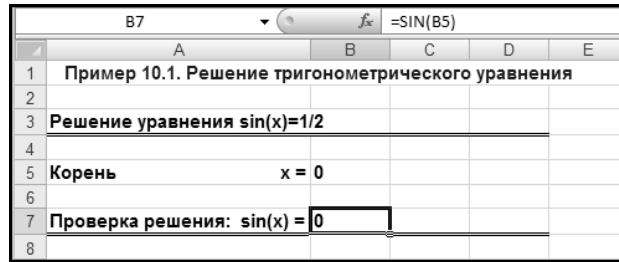 B7 fx =SIN(B5)
A B C D E
1 Пример 10.1. Решение тригонометрического уравнения
2
3 Решение уравнения sin(x)=1/2
4
5 Корень x = 0
6
7 Проверка решения: sin(x) = 0
8